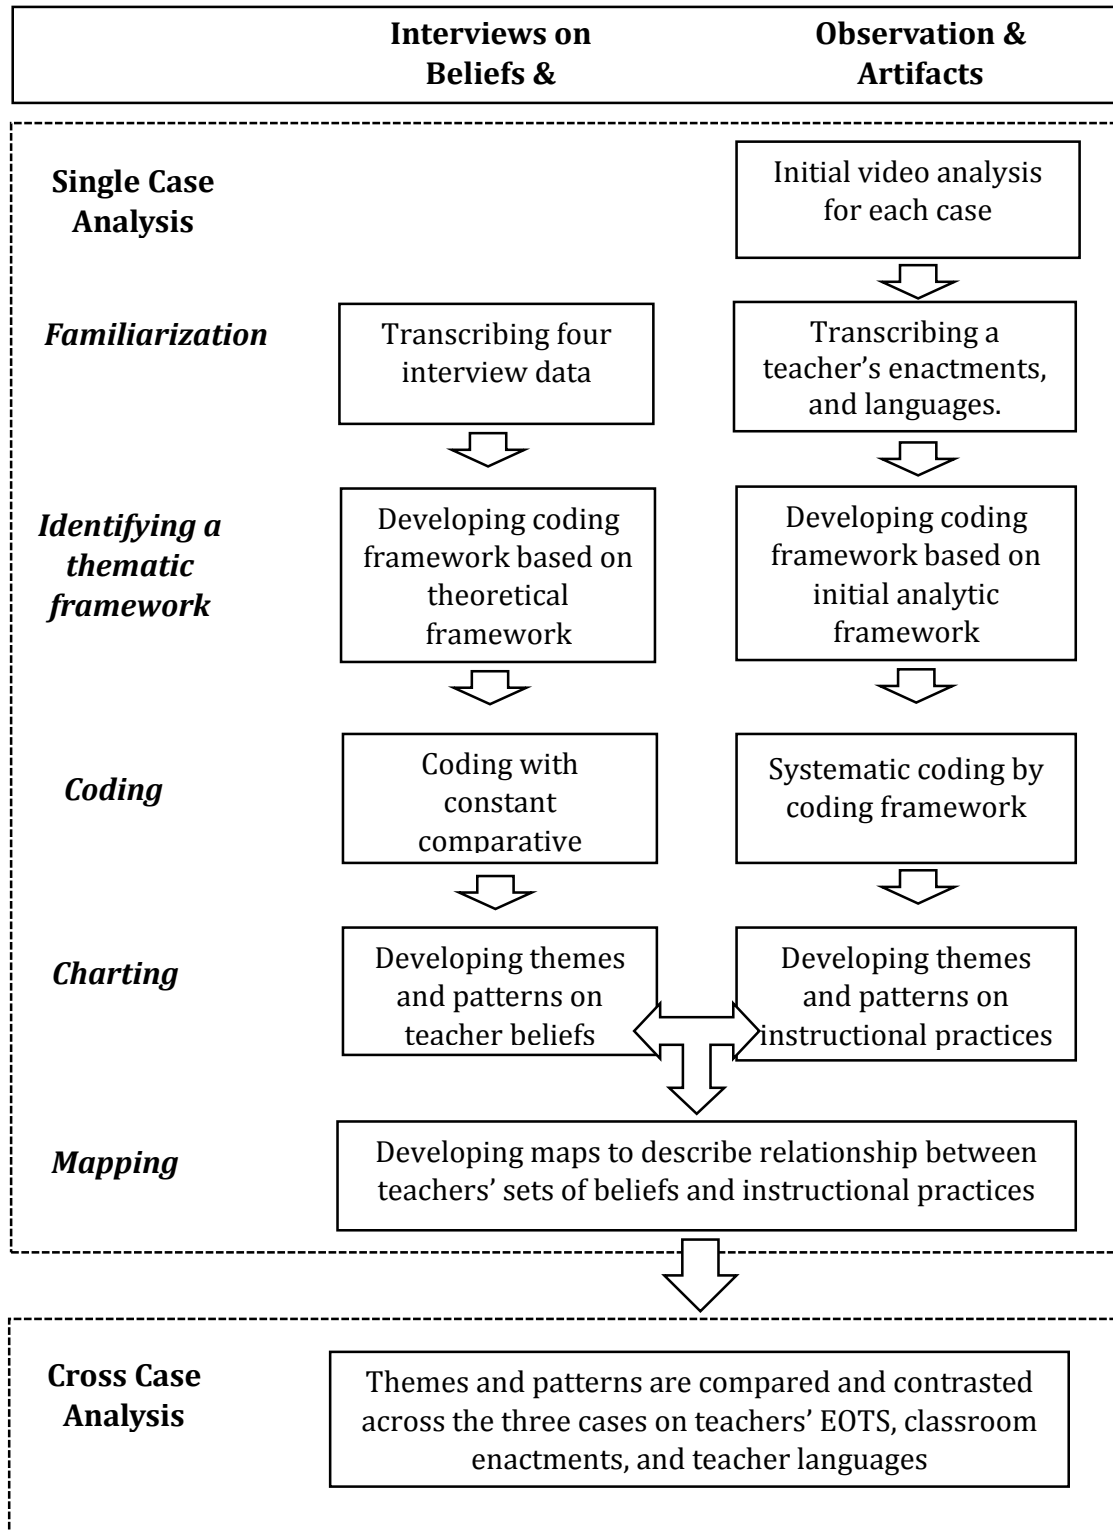 Interviews on
Beliefs &
Observation &
Artifacts
Single Case
Analysis
Initial video analysis
for each case
Familiarization
Transcribing four
interview data
Transcribing a
teacher’s enactments,
and languages.
Identifying a
thematic
framework
Developing coding
framework based on
theoretical
framework
Developing coding
framework based on
initial analytic
framework
Coding
Coding with
constant
comparative
Systematic coding by
coding framework
Charting
Developing themes
and patterns on
teacher beliefs
Developing themes
and patterns on
instructional practices
Mapping
Developing maps to describe relationship between
teachers’ sets of beliefs and instructional practices
Cross Case
Analysis
Themes and patterns are compared and contrasted
across the three cases on teachers’ EOTS, classroom
enactments, and teacher languages